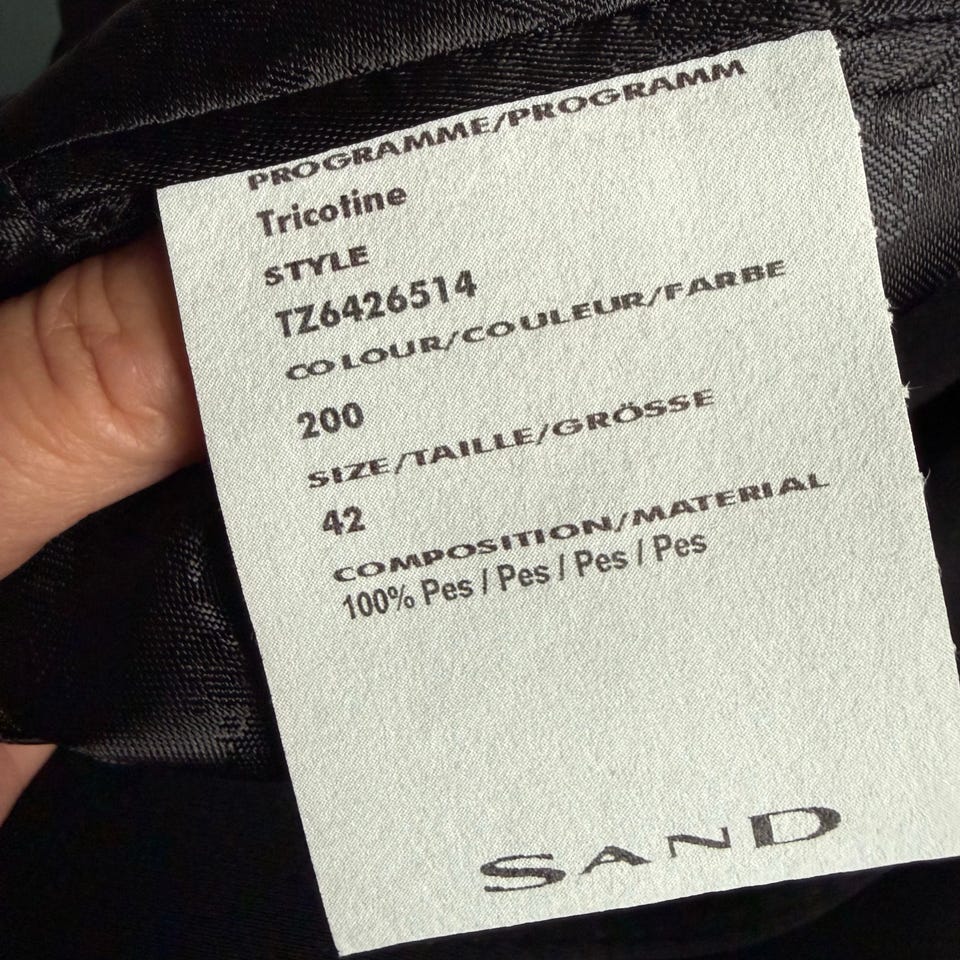 PROGRAMME/PROGRAMM
Tricotine
STYLE
TZ6426514
COLOUR/COULEUR/FARBE
200
SIZE/TAILLE/GRÖSSE
42
COMPOSITION/MATERIAL
100% Pes / Pes / Pes / Pes
SAND